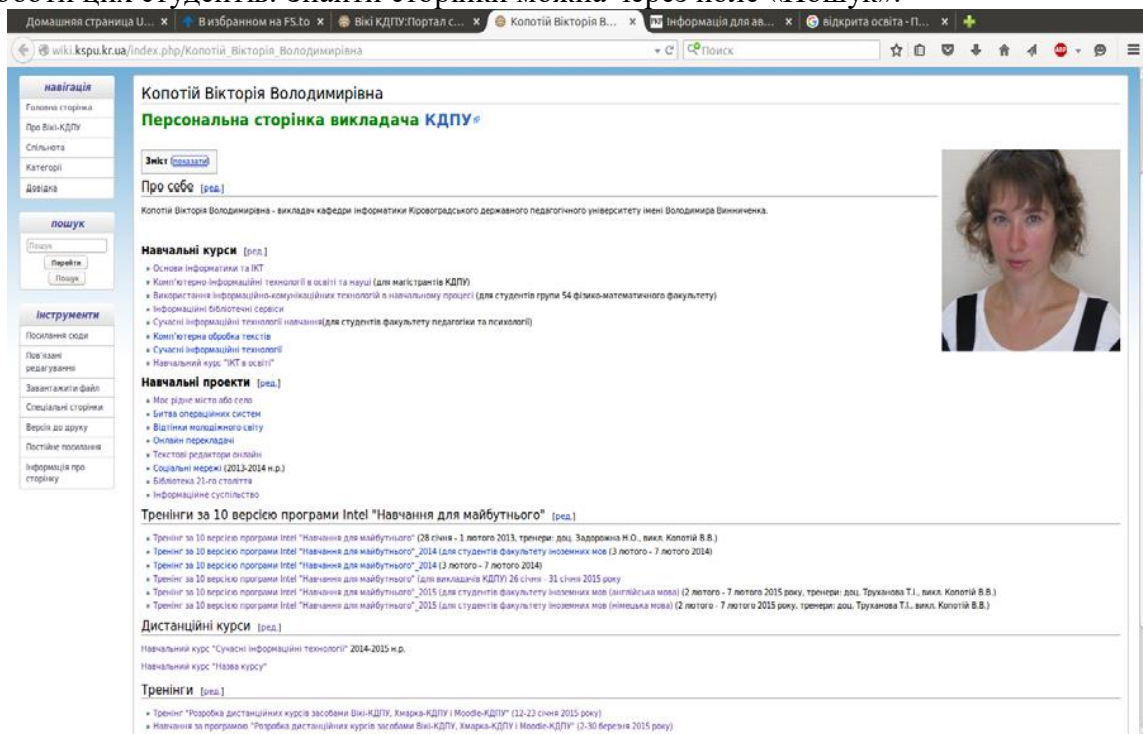 роботи цих студентів. Знайти сторінки можна через поле «Пошук».
Домашняя страница U... × В избранном на FS.to × Вікі КДПУ:Портал с... × Копотій Вікторія В... × Інформація для ав... × відкрита освіта - П... ×
wiki.kspu.kr.ua/index.php/Копотій_Вікторія_Володимирівна Поиск
навігація
Головна сторінка
Про Вікі-КДПУ
Спільнота
Категорії
Довідка
пошук
Пошук
Перейти
Пошук
інструменти
Посилання сюди
Пов'язані
редагування
Завантажити файл
Спеціальні сторінки
Версія до друку
Постійне посилання
Інформація про
сторінку
Копотій Вікторія Володимирівна
Персональна сторінка викладача КДПУ
Зміст [показати]
Про себе [ред.]
Копотій Вікторія Володимирівна - викладач кафедри інформатики Кіровоградського державного педагогічного університету імені Володимира Винниченка.
Навчальні курси [ред.]
Основи інформатики та ІКТ
Комп'ютерно-інформаційні технології в освіті та науці (для магістрантів КДПУ)
Використання інформаційно-комунікаційних технологій в навчальному процесі (для студентів групи 54 фізико-математичного факультету)
Інформаційні бібліотечні сервіси
Сучасні інформаційні технології навчання(для студентів факультету педагогіки та психології)
Комп'ютерна обробка текстів
Сучасні інформаційні технології
Навчальний курс "ІКТ в освіті"
Навчальні проекти [ред.]
Моє рідне місто або село
Битва операційних систем
Відтінки молодіжного світу
Онлайн перекладачі
Текстові редактори онлайн
Соціальні мережі (2013-2014 н.р.)
Бібліотека 21-го століття
Інформаційне суспільство
Тренінги за 10 версією програми Intel "Навчання для майбутнього" [ред.]
Тренінг за 10 версією програми Intel "Навчання для майбутнього" (28 січня - 1 лютого 2013, тренери: доц. Задорожна Н.О., викл. Копотій В.В.)
Тренінг за 10 версією програми Intel "Навчання для майбутнього"_2014 (для студентів факультету іноземних мов (3 лютого - 7 лютого 2014)
Тренінг за 10 версією програми Intel "Навчання для майбутнього"_2014 (3 лютого - 7 лютого 2014)
Тренінг за 10 версією програми Intel "Навчання для майбутнього" (для викладачів КДПУ) 26 січня - 31 січня 2015 року
Тренінг за 10 версією програми Intel "Навчання для майбутнього"_2015 (для студентів факультету іноземних мов (англійська мова) (2 лютого - 7 лютого 2015 року, тренери: доц. Труханова Т.І., викл. Копотій В.В.)
Тренінг за 10 версією програми Intel "Навчання для майбутнього"_2015 (для студентів факультету іноземних мов (німецька мова) (2 лютого - 7 лютого 2015 року, тренери: доц. Труханова Т.І., викл. Копотій В.В.)
Дистанційні курси [ред.]
Навчальний курс "Сучасні інформаційні технології" 2014-2015 н.р.
Навчальний курс "Назва курсу"
Тренінги [ред.]
Тренінг "Розробка дистанційних курсів засобами Вікі-КДПУ, Хмарка-КДПУ і Moodle-КДПУ" (12-23 січня 2015 року)
Навчання за програмою "Розробка дистанційних курсів засобами Вікі-КДПУ, Хмарка-КДПУ і Moodle-КДПУ" (2-30 березня 2015 року)